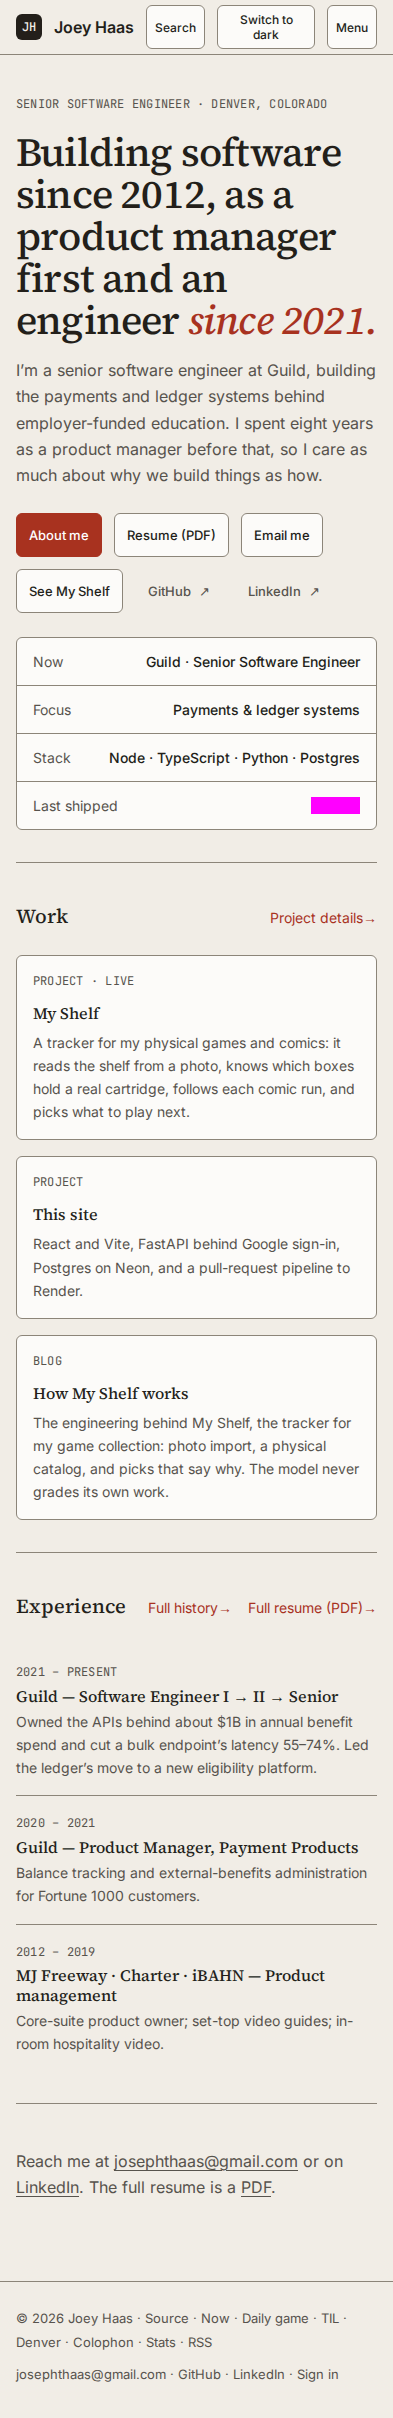 JH Joey Haas Search Switch to dark Menu
SENIOR SOFTWARE ENGINEER · DENVER, COLORADO
Building software
since 2012, as a
product manager
first and an
engineer since 2021.
I’m a senior software engineer at Guild, building
the payments and ledger systems behind
employer-funded education. I spent eight years
as a product manager before that, so I care as
much about why we build things as how.
About me Resume (PDF) Email me
See My Shelf GitHub ↗ LinkedIn ↗
Now Guild · Senior Software Engineer
Focus Payments & ledger systems
Stack Node · TypeScript · Python · Postgres
Last shipped
Work Project details→
PROJECT · LIVE
My Shelf
A tracker for my physical games and comics: it
reads the shelf from a photo, knows which boxes
hold a real cartridge, follows each comic run, and
picks what to play next.
PROJECT
This site
React and Vite, FastAPI behind Google sign-in,
Postgres on Neon, and a pull-request pipeline to
Render.
BLOG
How My Shelf works
The engineering behind My Shelf, the tracker for
my game collection: photo import, a physical
catalog, and picks that say why. The model never
grades its own work.
Experience Full history→ Full resume (PDF)→
2021 – PRESENT
Guild — Software Engineer I → II → Senior
Owned the APIs behind about $1B in annual benefit
spend and cut a bulk endpoint’s latency 55–74%. Led
the ledger’s move to a new eligibility platform.
2020 – 2021
Guild — Product Manager, Payment Products
Balance tracking and external-benefits administration
for Fortune 1000 customers.
2012 – 2019
MJ Freeway · Charter · iBAHN — Product
management
Core-suite product owner; set-top video guides; in-
room hospitality video.
Reach me at josephthaas@gmail.com or on
LinkedIn. The full resume is a PDF.
© 2026 Joey Haas · Source · Now · Daily game · TIL ·
Denver · Colophon · Stats · RSS
josephthaas@gmail.com · GitHub · LinkedIn · Sign in